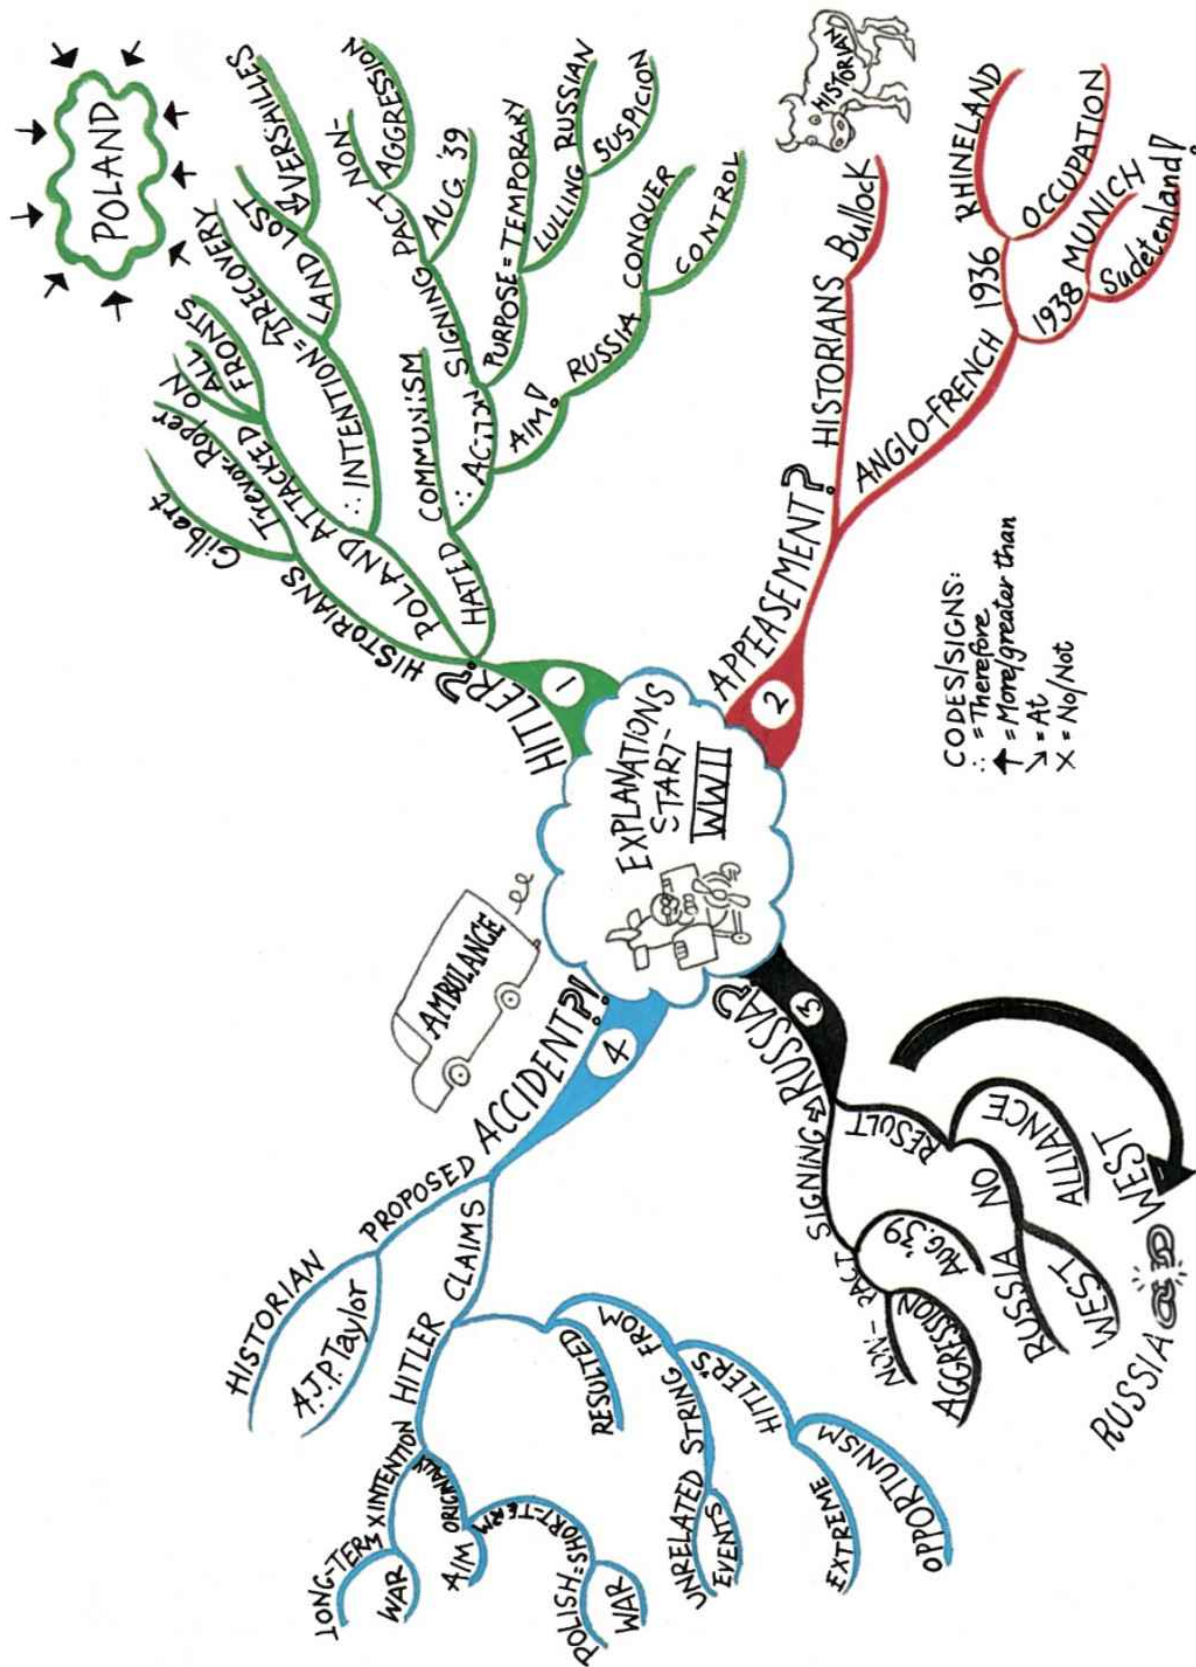 EXPLANATIONS
START-
WWII
1
HITLER?
HISTORIANS
Gilbert
Trevor-Roper
POLAND ATTACKED
ON
ALL
FRONTS
∴ INTENTION = ⇧ RECOVERY
LAND LOST
VERSAILLES
POLAND
HATED COMMUNISM
∴ ACTION SIGNING PACT
NON-
AGGRESSION
AUG '39
PURPOSE = TEMPORARY
LULLING RUSSIAN
SUSPICION
AIM!
RUSSIA CONQUER
CONTROL
2
APPEASEMENT?
HISTORIANS Bullock
HISTORIAN
ANGLO-FRENCH
1936 RHINELAND
OCCUPATION
1938 MUNICH
Sudetenland!
CODES/SIGNS:
∴ = Therefore
↑ = More/greater than
↘ = At
X = No/Not
3
RUSSIA?
SIGNING
PACT
NON-
AGGRESSION
AUG. '39
RESULT
NO
ALLIANCE
RUSSIA
WEST
RUSSIA WEST
4
ACCIDENT?!
AMBULANCE
PROPOSED
HISTORIAN
A.J.P. Taylor
CLAIMS
HITLER
X INTENTION
LONG-TERM
WAR
ORIGINALLY
AIM
SHORT-TERM
= POLISH
WAR
RESULTED
FROM
STRING
UNRELATED
EVENTS
HITLER'S
EXTREME
OPPORTUNISM